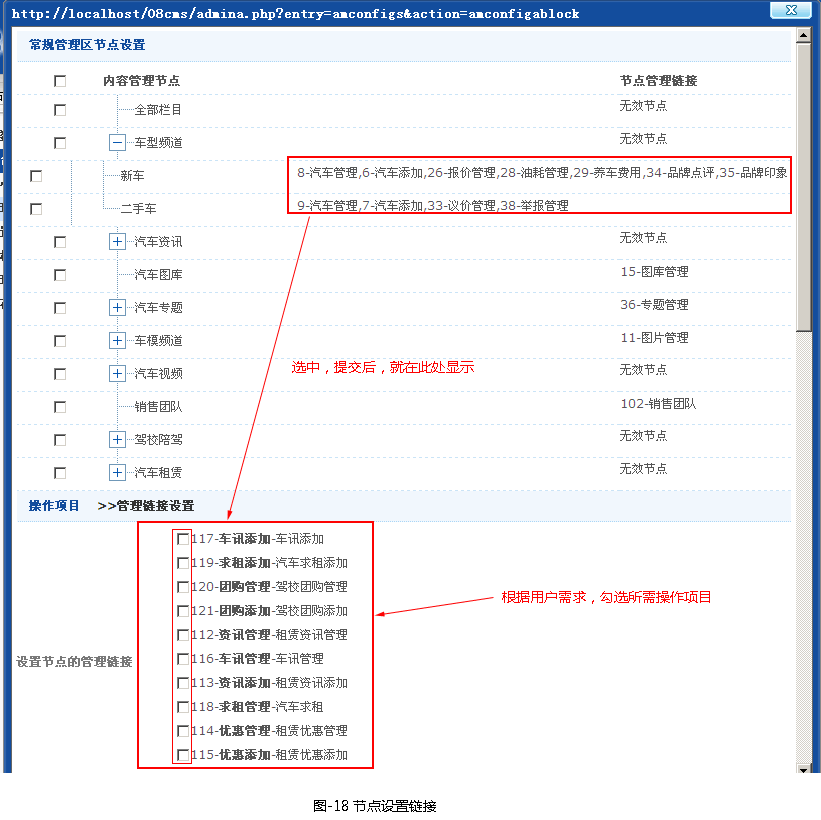 http://localhost/08cms/admina.php?entry=amconfigs&action=amconfigablock
常规管理区节点设置
内容管理节点 节点管理链接
全部栏目 无效节点
车型频道 无效节点
新车 8-汽车管理,6-汽车添加,26-报价管理,28-油耗管理,29-养车费用,34-品牌点评,35-品牌印象
二手车 9-汽车管理,7-汽车添加,33-议价管理,38-举报管理
汽车资讯 无效节点
汽车图库 15-图库管理
汽车专题 36-专题管理
车模频道 11-图片管理
选中，提交后，就在此处显示
汽车视频 无效节点
销售团队 102-销售团队
驾校陪驾 无效节点
汽车租赁 无效节点
操作项目 >>管理链接设置
117-车讯添加-车讯添加
119-求租添加-汽车求租添加
120-团购管理-驾校团购管理
根据用户需求，勾选所需操作项目
121-团购添加-驾校团购添加
112-资讯管理-租赁资讯管理
设置节点的管理链接
116-车讯管理-车讯管理
113-资讯添加-租赁资讯添加
118-求租管理-汽车求租
114-优惠管理-租赁优惠管理
115-优惠添加-租赁优惠添加
图-18 节点设置链接